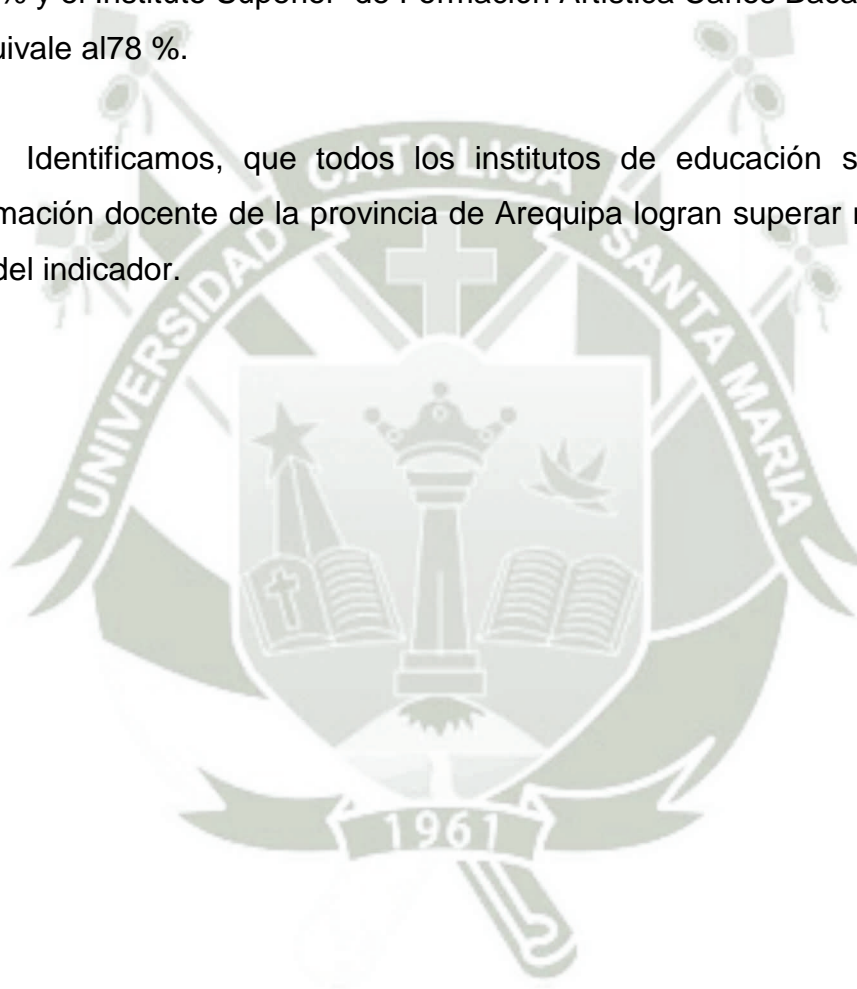 % y el Instituto Superior de Formación Artística Carlos Baca
uivale al78 %.
Identificamos, que todos los institutos de educación s
mación docente de la provincia de Arequipa logran superar
del indicador.
UNIVERSIDAD CATOLICA SANTA MARIA
1961